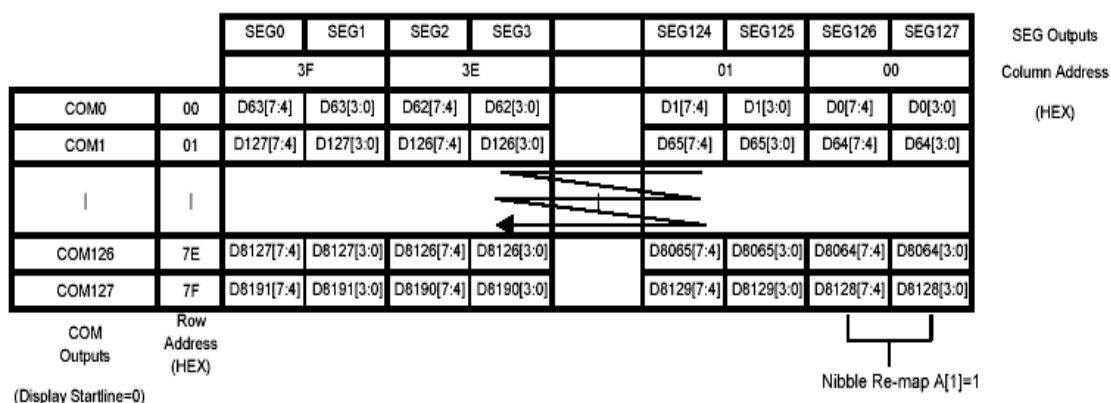 SEG0 SEG1 SEG2 SEG3 SEG124 SEG125 SEG126 SEG127 SEG Outputs
3F 3E 01 00 Column Address
(HEX)
COM0 00 D63[7:4] D63[3:0] D62[7:4] D62[3:0] D1[7:4] D1[3:0] D0[7:4] D0[3:0]
COM1 01 D127[7:4] D127[3:0] D126[7:4] D126[3:0] D65[7:4] D65[3:0] D64[7:4] D64[3:0]
| | |
COM126 7E D8127[7:4] D8127[3:0] D8126[7:4] D8126[3:0] D8065[7:4] D8065[3:0] D8064[7:4] D8064[3:0]
COM127 7F D8191[7:4] D8191[3:0] D8190[7:4] D8190[3:0] D8129[7:4] D8129[3:0] D8128[7:4] D8128[3:0]
COM
Outputs
Row
Address
(HEX)
(Display Startline=0)
Nibble Re-map A[1]=1